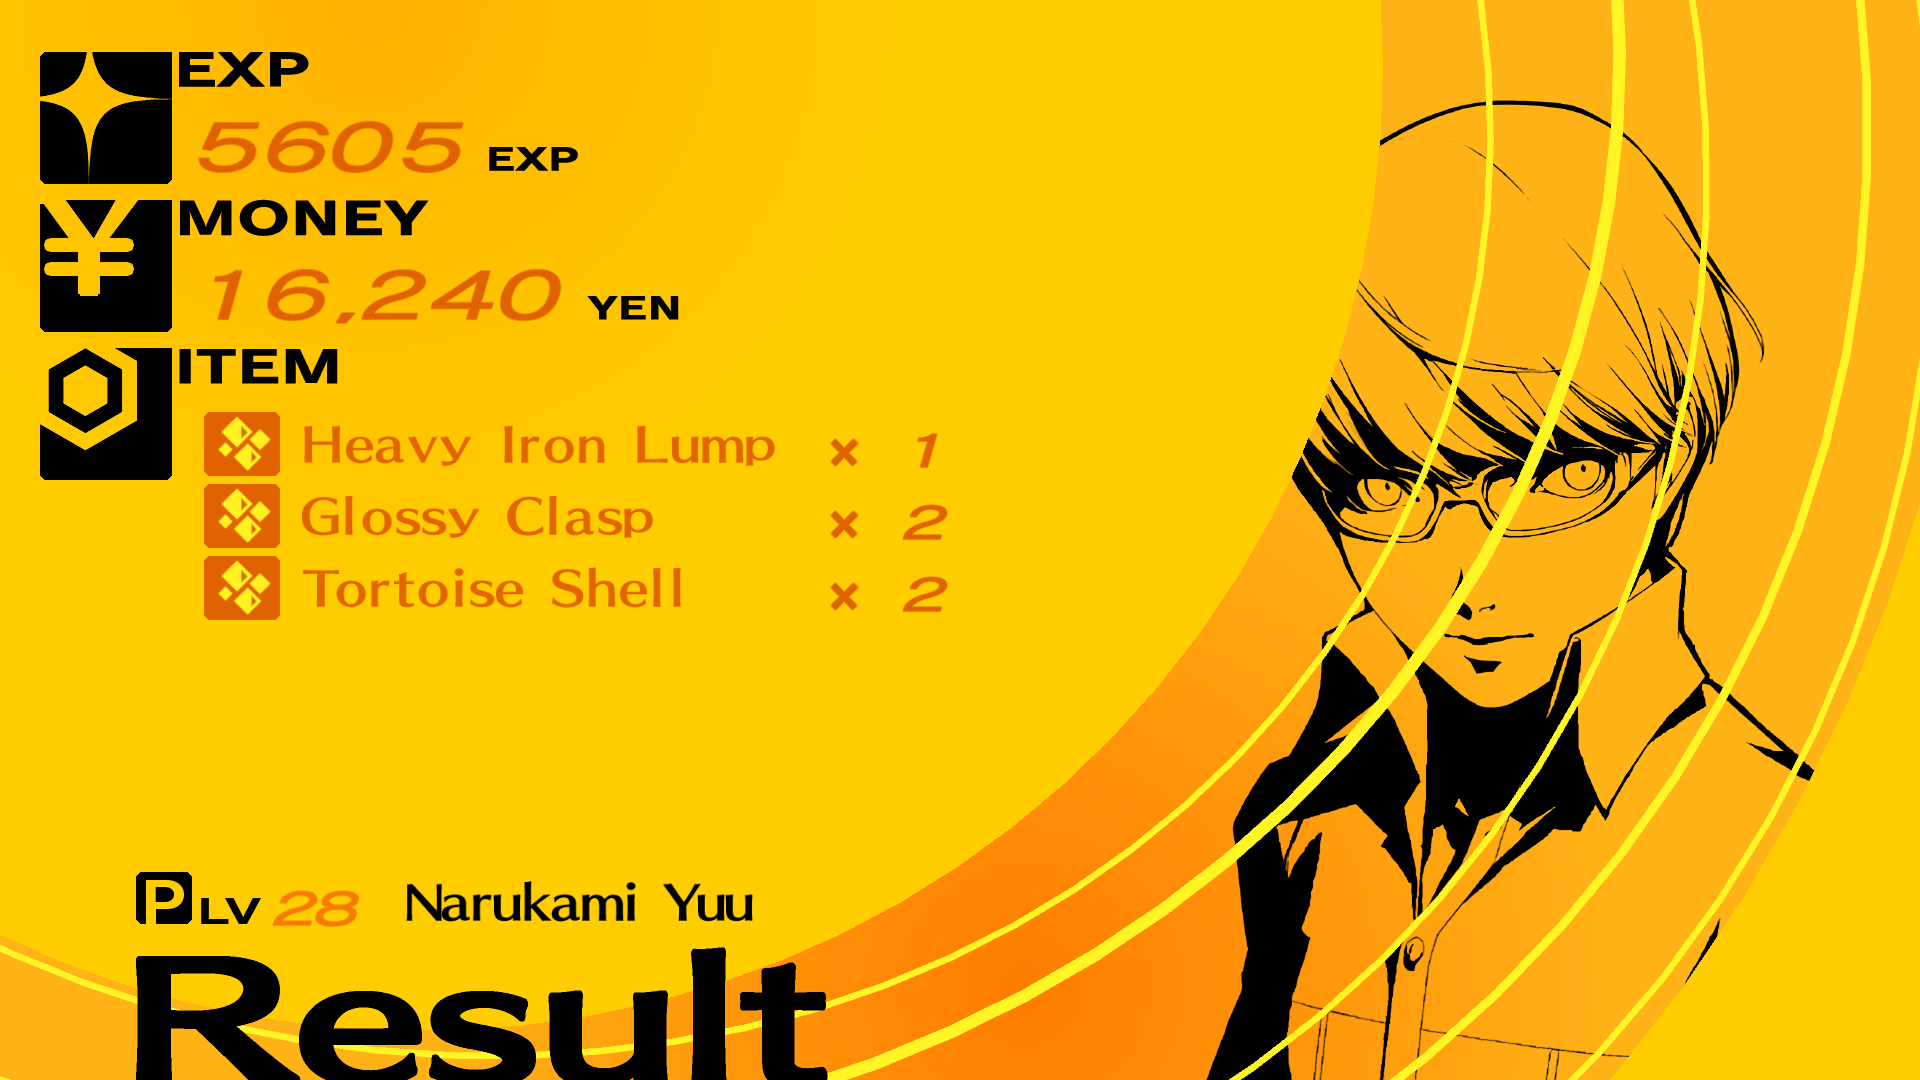 EXP
5605 EXP
MONEY
¥
16,240 YEN
ITEM
Heavy Iron Lump × 1
Glossy Clasp × 2
Tortoise Shell × 2
P LV 28 Narukami Yuu
Result